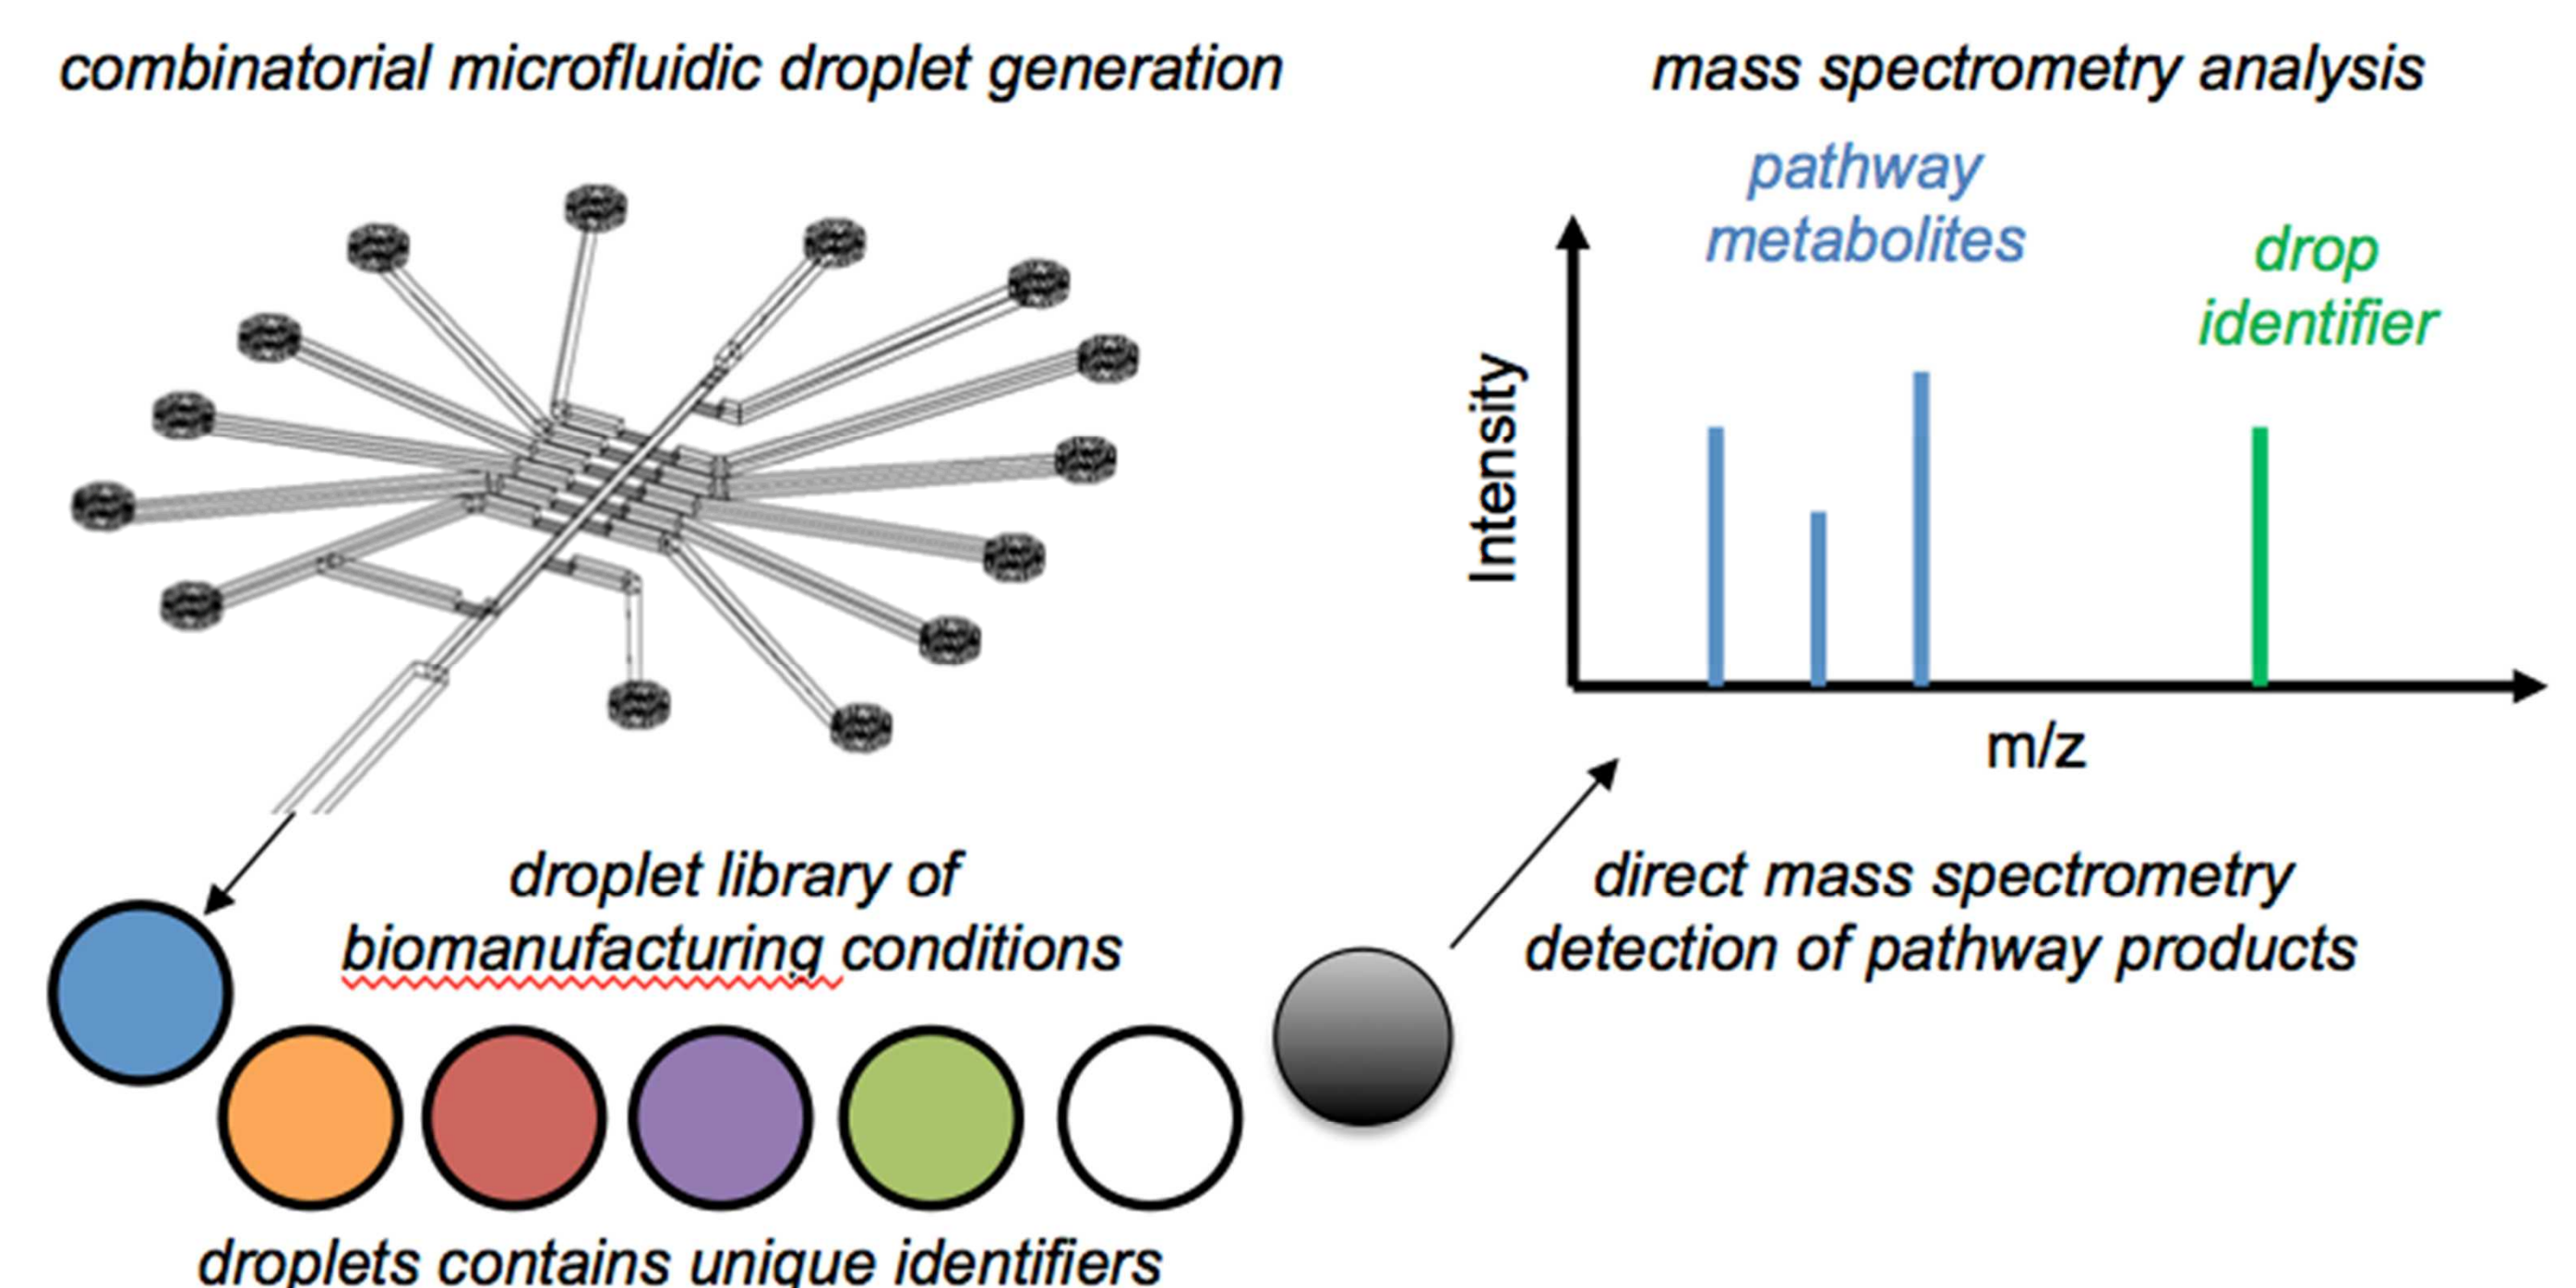 combinatorial microfluidic droplet generation
mass spectrometry analysis
pathway
metabolites
drop
identifier
Intensity
m/z
droplet library of
biomanufacturing conditions
direct mass spectrometry
detection of pathway products
droplets contains unique identifiers